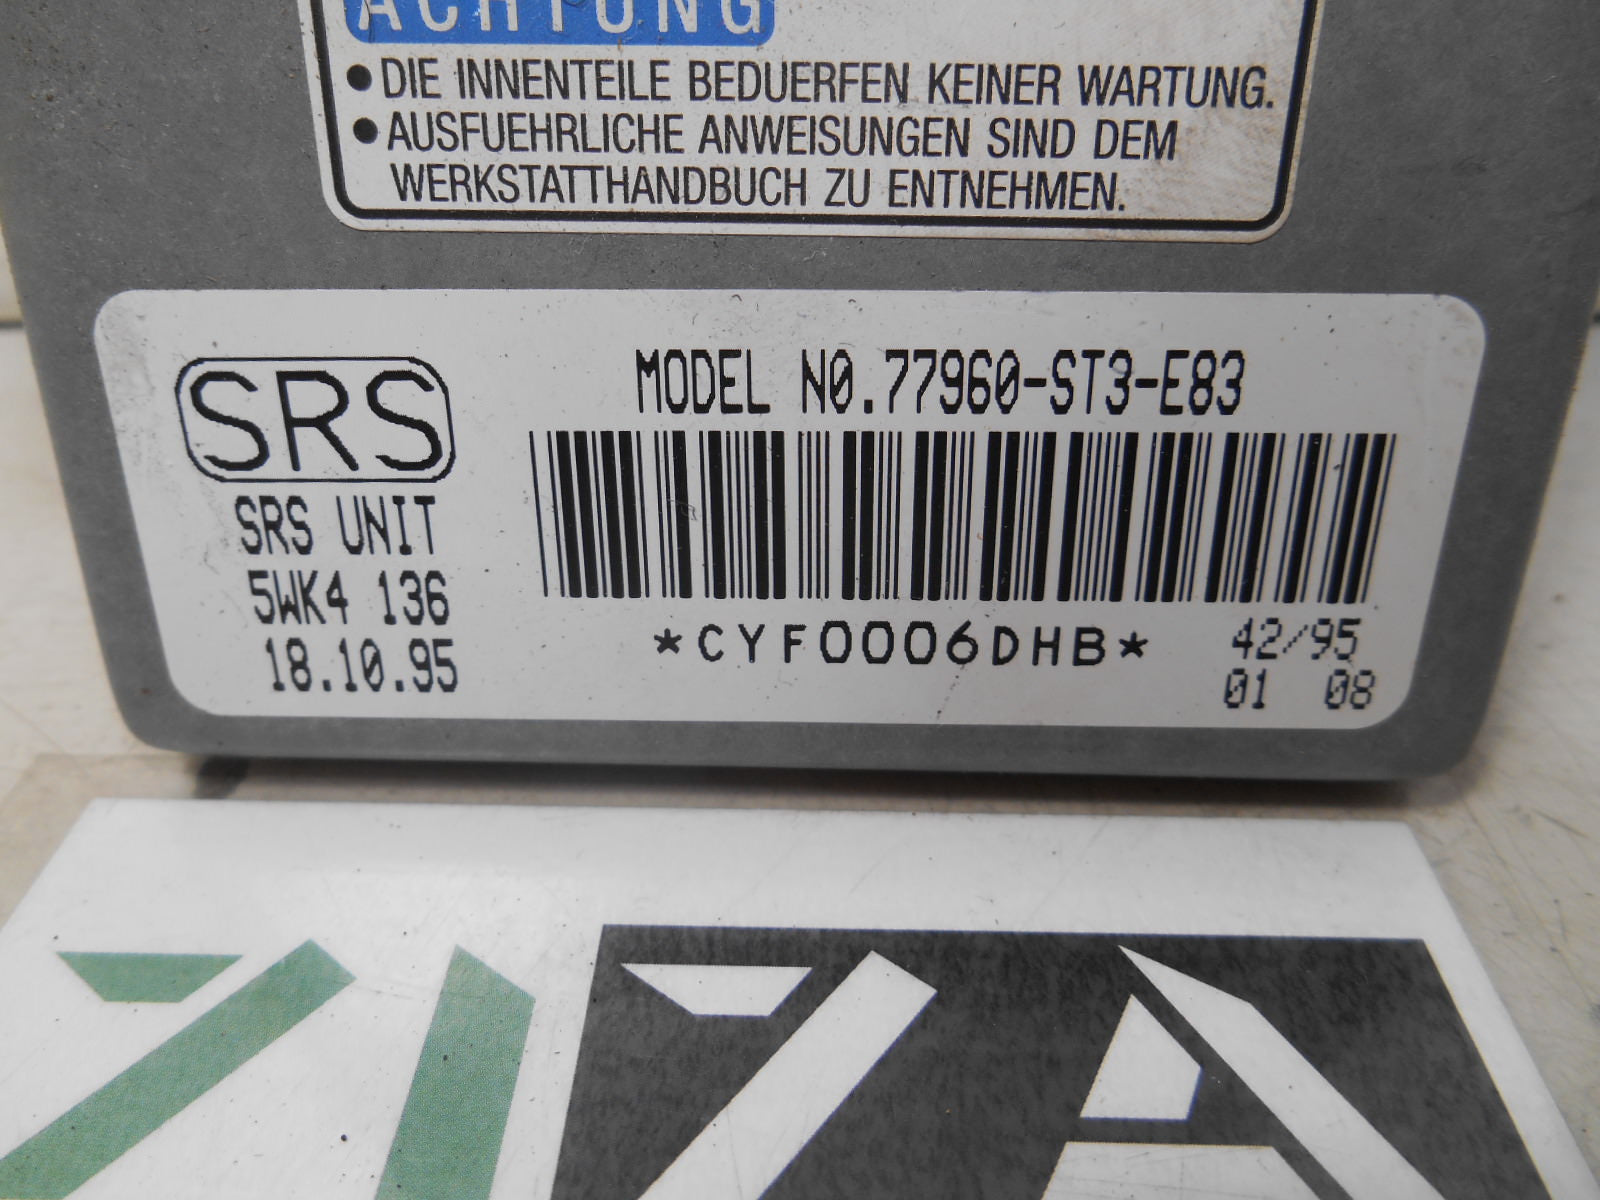 ACHTUNG
• DIE INNENTEILE BEDUERFEN KEINER WARTUNG.
• AUSFUEHRLICHE ANWEISUNGEN SIND DEM
WERKSTATTHANDBUCH ZU ENTNEHMEN.
SRS
SRS UNIT
5WK4 136
18.10.95
MODEL NO.77960-ST3-E83
*CYF0006DHB*
42/95
01 08